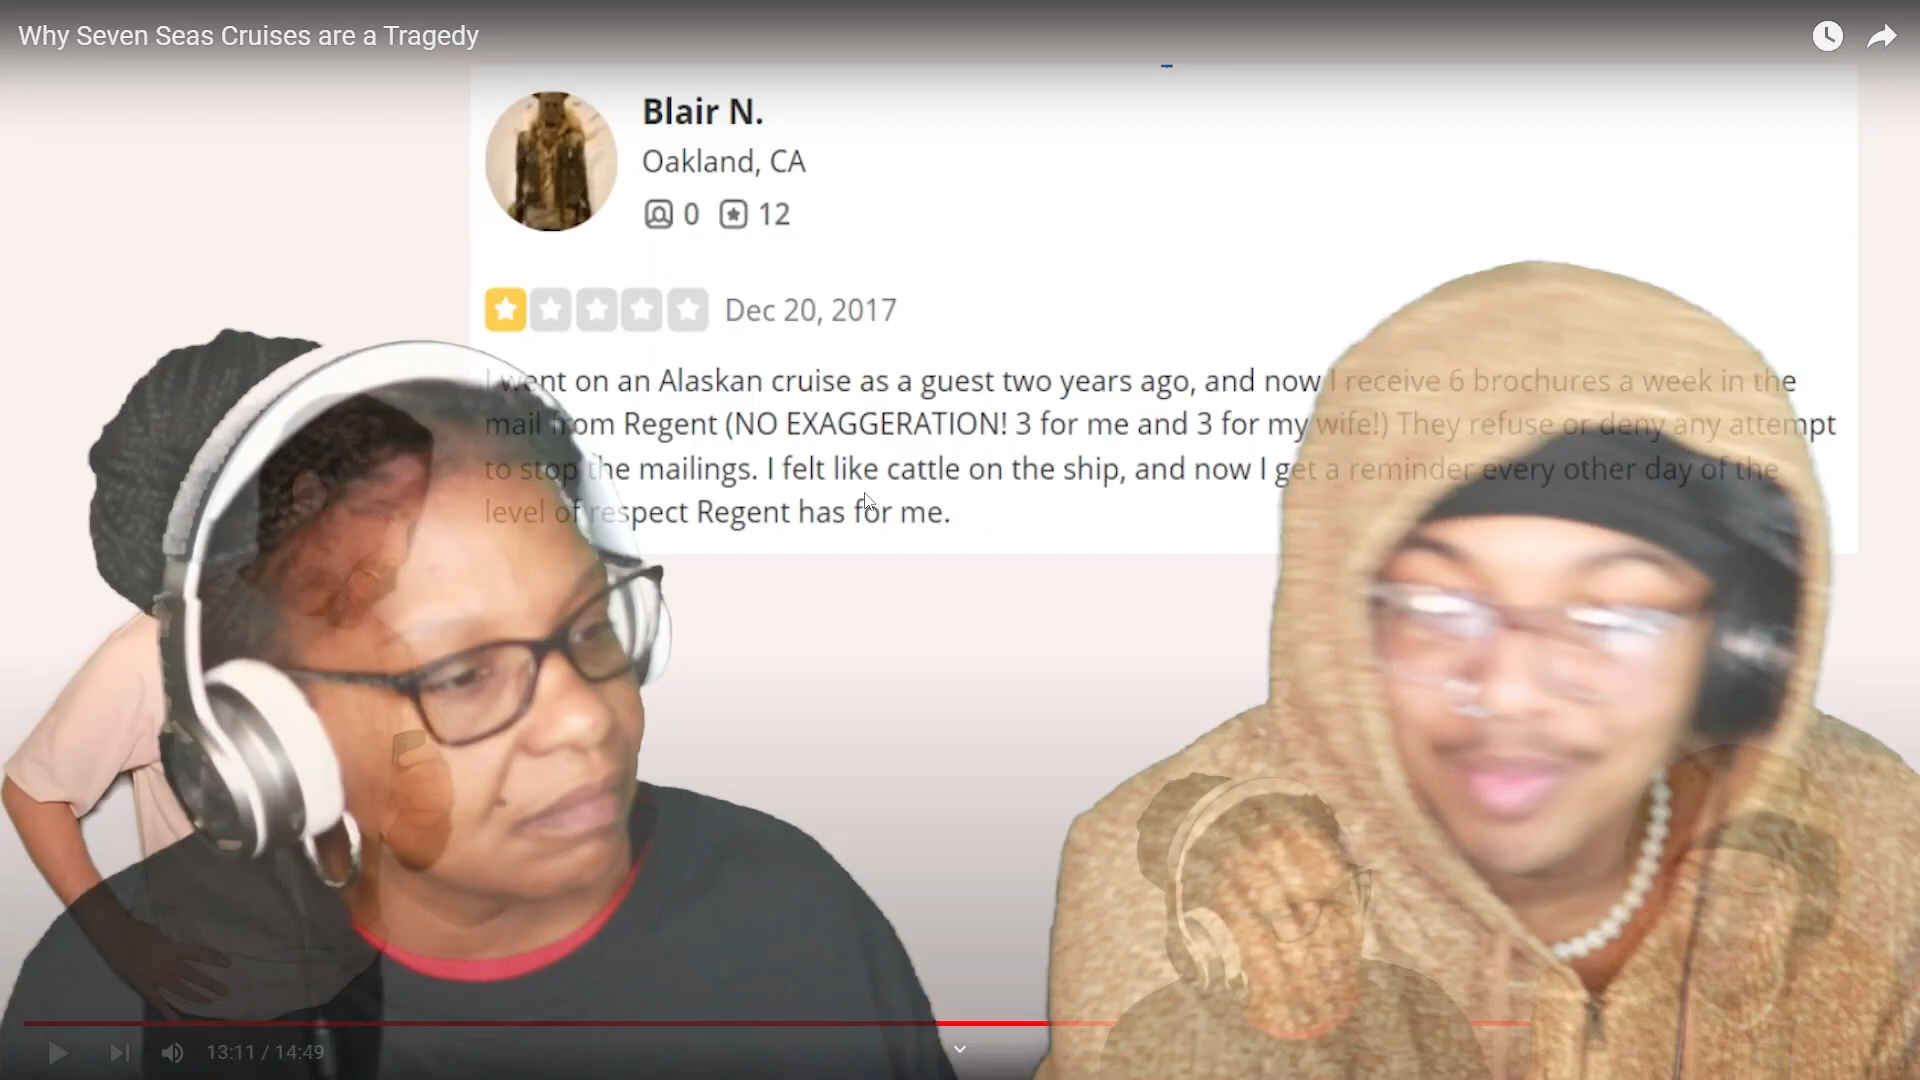 Why Seven Seas Cruises are a Tragedy
Blair N.
Oakland, CA
0 12
Dec 20, 2017
I went on an Alaskan cruise as a guest two years ago, and now I receive 6 brochures a week in the
mail from Regent (NO EXAGGERATION! 3 for me and 3 for my wife!) They refuse or deny any attempt
to stop the mailings. I felt like cattle on the ship, and now I get a reminder every other day of the
level of respect Regent has for me.
13:11 / 14:49